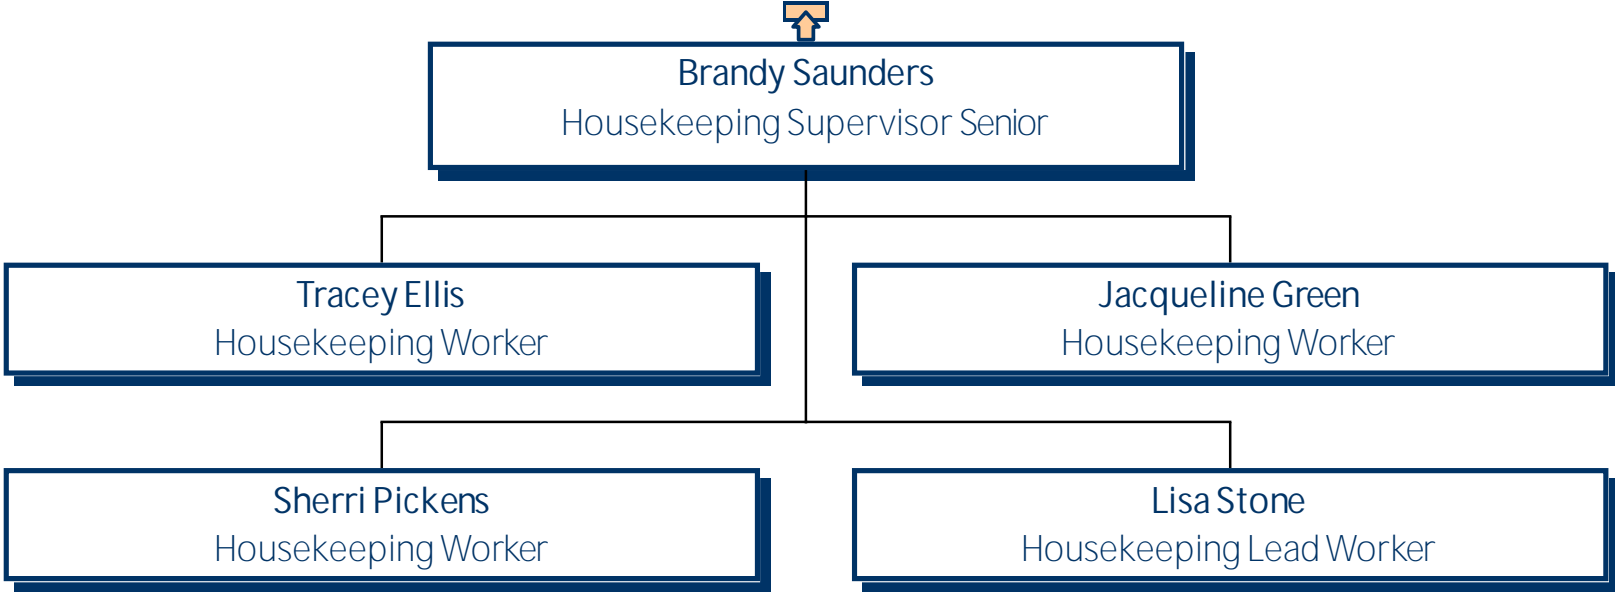 Brandy Saunders
Housekeeping Supervisor Senior
Tracey Ellis
Housekeeping Worker
Jacqueline Green
Housekeeping Worker
Sherri Pickens
Housekeeping Worker
Lisa Stone
Housekeeping Lead Worker